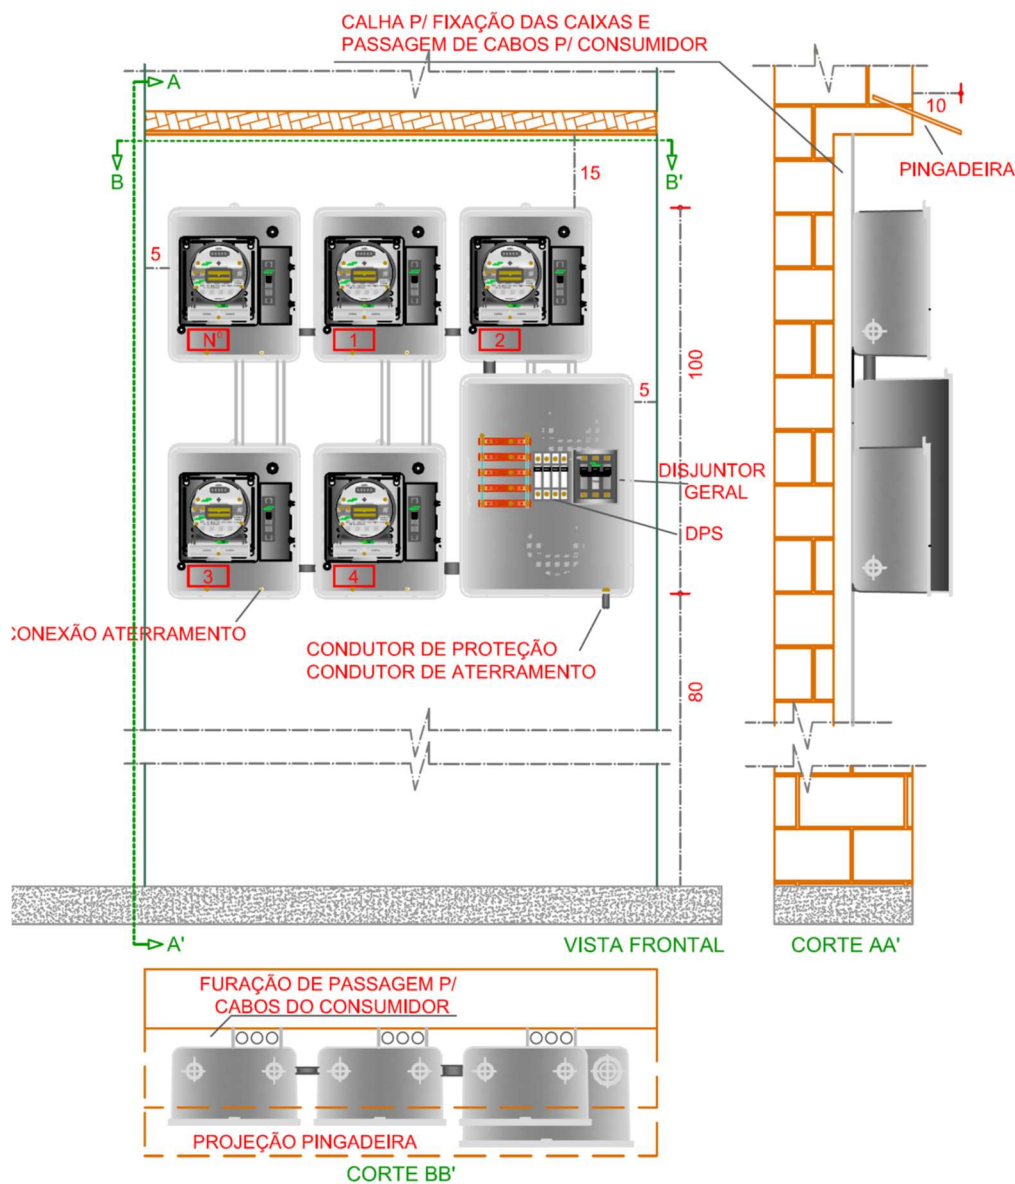 CALHA P/ FIXAÇÃO DAS CAIXAS E
PASSAGEM DE CABOS P/ CONSUMIDOR
A
10
B
B'
15
PINGADEIRA
5
Nº
1
2
100
5
DISJUNTOR
GERAL
DPS
3
4
CONEXÃO ATERRAMENTO
CONDUTOR DE PROTEÇÃO
CONDUTOR DE ATERRAMENTO
80
A'
VISTA FRONTAL
CORTE AA'
FURAÇÃO DE PASSAGEM P/
CABOS DO CONSUMIDOR
PROJEÇÃO PINGADEIRA
CORTE BB'